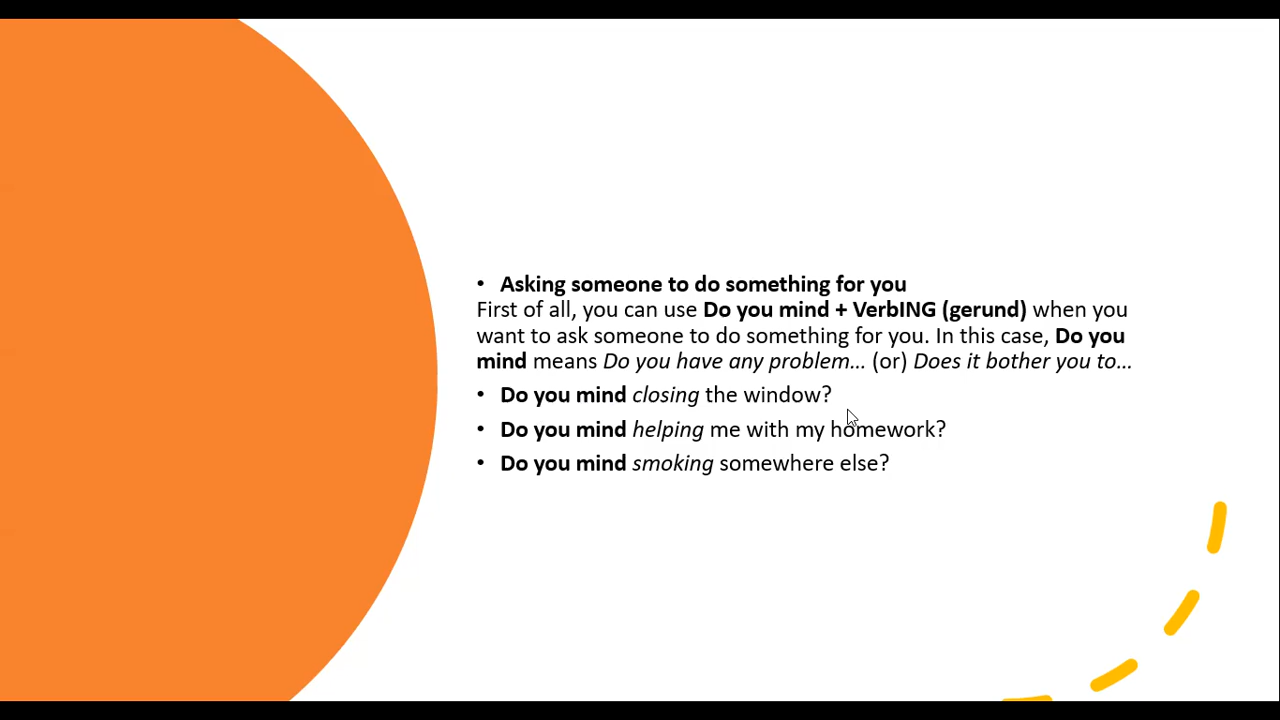 • Asking someone to do something for you
First of all, you can use Do you mind + VerbING (gerund) when you
want to ask someone to do something for you. In this case, Do you
mind means Do you have any problem... (or) Does it bother you to...
• Do you mind closing the window?
• Do you mind helping me with my homework?
• Do you mind smoking somewhere else?